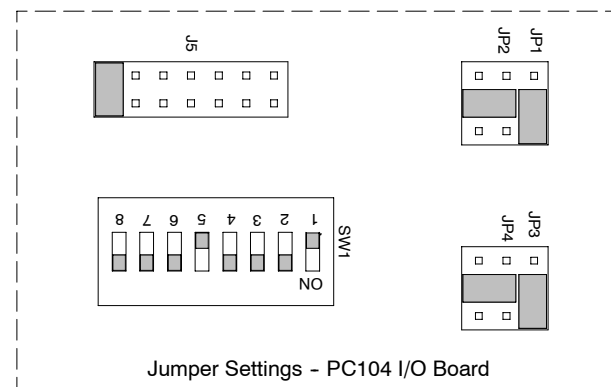 J5
JP2 JP1
8 7 6 5 4 3 2 1
SW1
ON
JP4 JP3
Jumper Settings - PC104 I/O Board